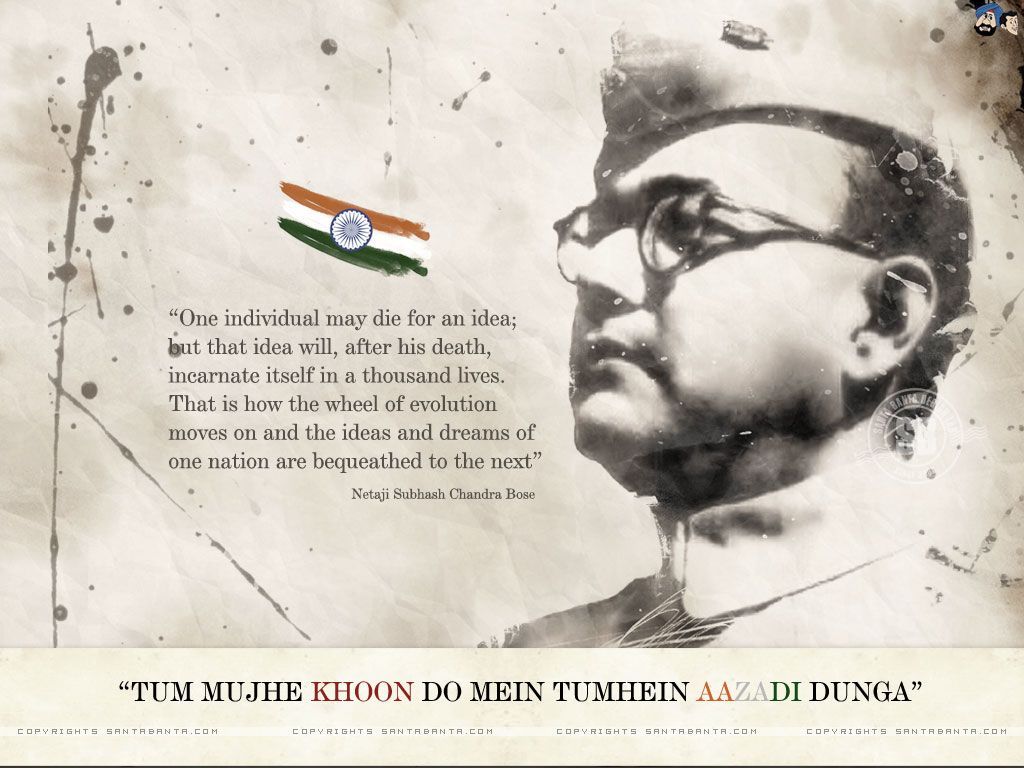 “One individual may die for an idea;
but that idea will, after his death,
incarnate itself in a thousand lives.
That is how the wheel of evolution
moves on and the ideas and dreams of
one nation are bequeathed to the next”
Netaji Subhash Chandra Bose
“TUM MUJHE KHOON DO MEIN TUMHEIN AAZADI DUNGA”
COPYRIGHTS SANTABANTA.COM COPYRIGHTS SANTABANTA.COM COPYRIGHTS SANTABANTA.COM COPYRIGHTS SANTABANTA.COM